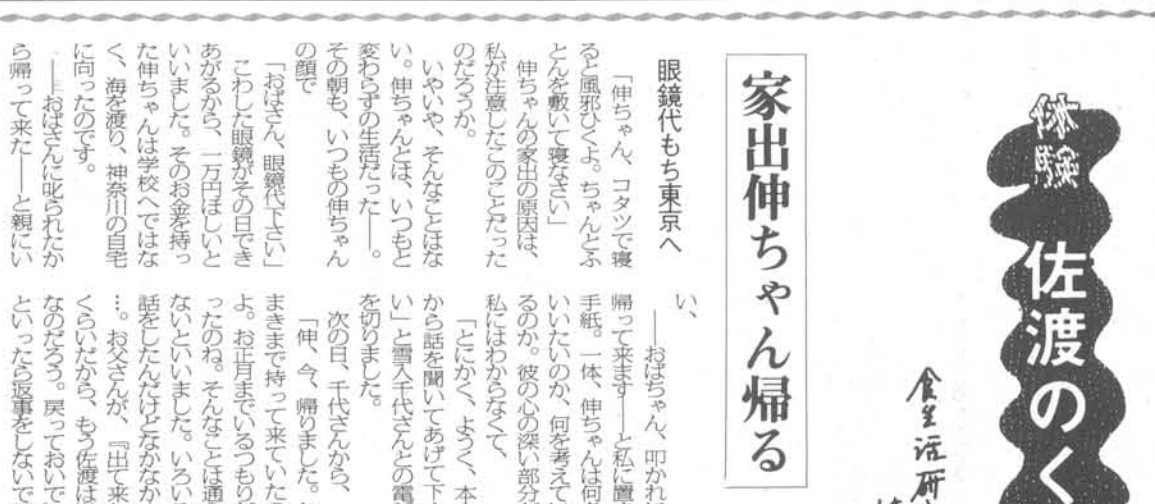 体験
佐渡のく
食生活研
家出伸ちゃん帰る
眼鏡代もち東京へ
「伸ちゃん、コタツで寝
ると風邪ひくよ。ちゃんとふ
とんを敷いて寝なさい」
伸ちゃんの家出の原因は、
私が注意したこのことだった
のだろうか。
いやいや、そんなことはな
い。伸ちゃんとは、いつもと
変わらずの生活だった――。
その朝も、いつもの伸ちゃん
の顔で
「おばさん、眼鏡代下さい」
こわした眼鏡がその日でき
あがるから、一万円ほしいと
いいました。そのお金を持っ
た伸ちゃんは学校へではな
く、海を渡り、神奈川の自宅
に向ったのです。
――おばさんに叱られたか
ら帰って来た――と親にい
い、
――おばちゃん、叩かれ
帰って来ます――と私に置
手紙。一体、伸ちゃんは何
いいたいのか、何を考えて
るのか。彼の心の深い部分
私にはわからなくて、
「とにかく、ようく、本
から話を聞いてあげて下
い」と雪入千代さんとの電
を切りました。
次の日、千代さんから、
「伸、今、帰りました。
まきまで持って来ていた
よ。お正月までいるつもり
ったのね。そんなことは通
ないといいました。いろい
話をしたんだけどなかなか
…。お父さんが、『出て来
くらいだから、もう佐渡は
なのだろう。戻っておいで
といったら返事をしないで